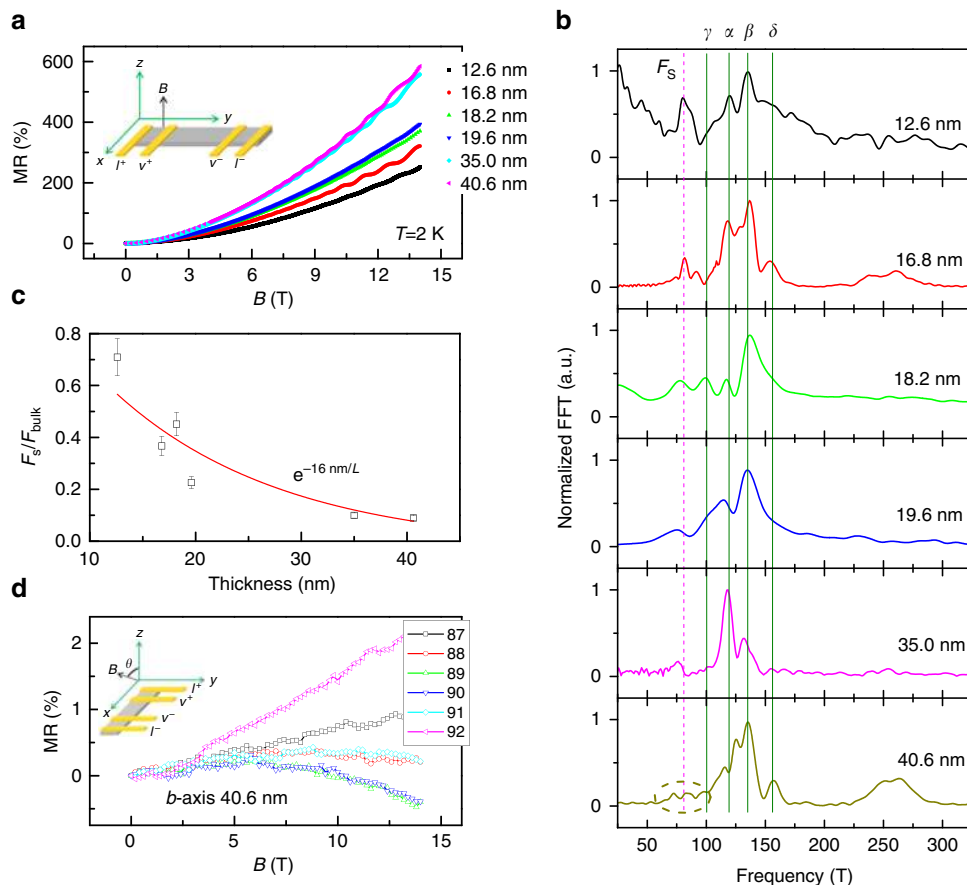 a
MR (%)
600
400
200
0
0
3
6
9
12
15
B (T)
T=2 K
z
B
y
x
I+
v+
v−
I−
12.6 nm
16.8 nm
18.2 nm
19.6 nm
35.0 nm
40.6 nm
b
γ
α
β
δ
FS
1
0
12.6 nm
1
0
16.8 nm
1
0
18.2 nm
1
0
19.6 nm
1
0
35.0 nm
1
0
40.6 nm
Normalized FFT (a.u.)
50
100
150
200
250
300
Frequency (T)
c
Fs/Fbulk
0.8
0.6
0.4
0.2
0.0
10
20
30
40
Thickness (nm)
e−16 nm/L
d
MR (%)
2
1
0
0
5
10
15
B (T)
b-axis 40.6 nm
z
B
θ
y
x
I+
v+
v−
I−
87
88
89
90
91
92